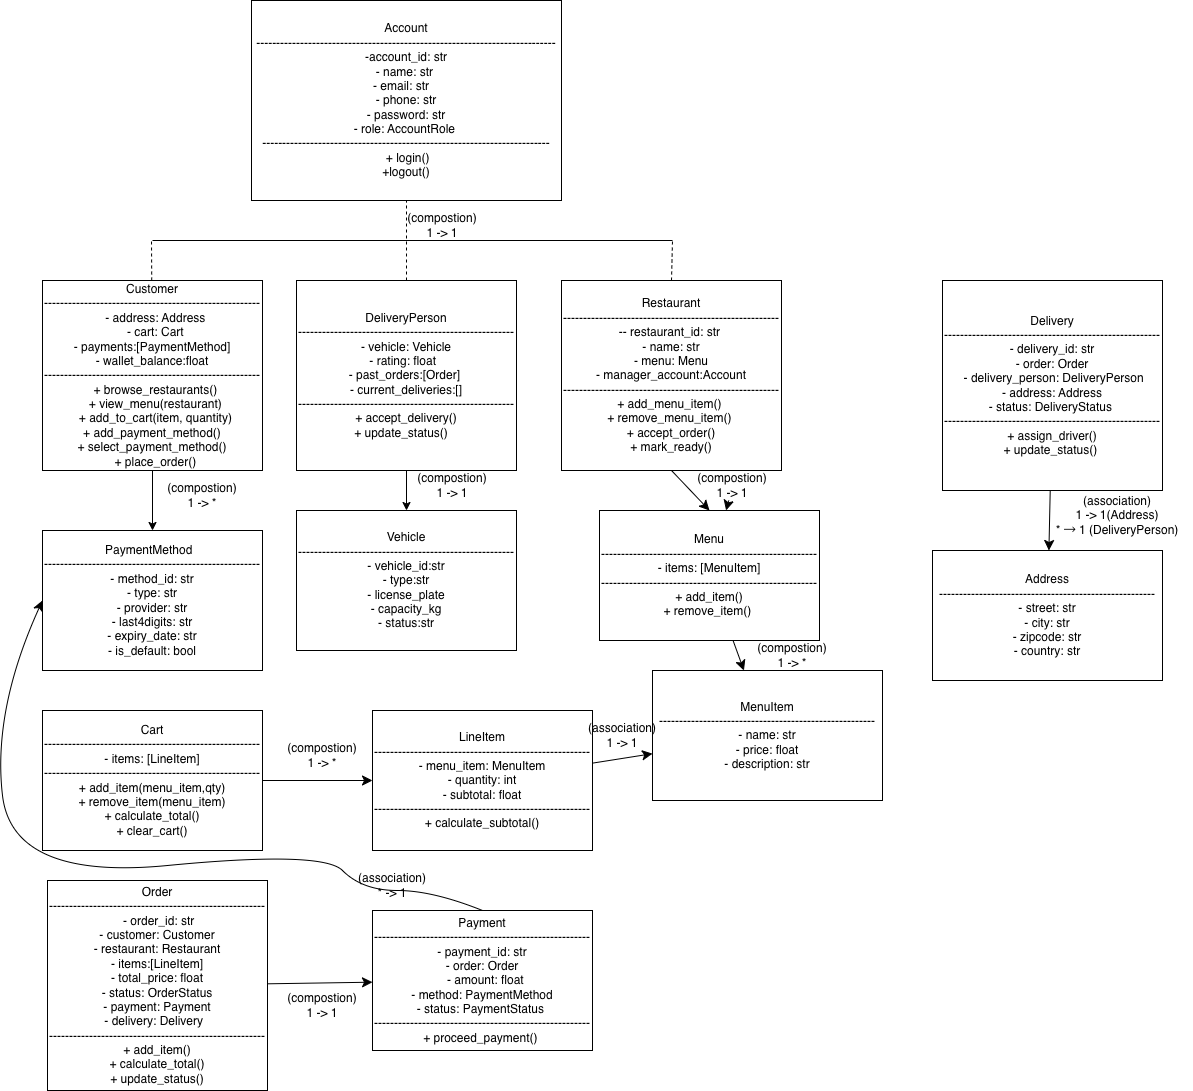 Account
-account_id: str
- name: str
- email: str
- phone: str
- password: str
- role: AccountRole
+ login()
+logout()
(compostion)
1 -> 1
Customer
- address: Address
- cart: Cart
- payments:[PaymentMethod]
- wallet_balance:float
+ browse_restaurants()
+ view_menu(restaurant)
+ add_to_cart(item, quantity)
+ add_payment_method()
+ select_payment_method()
+ place_order()
DeliveryPerson
- vehicle: Vehicle
- rating: float
- past_orders:[Order]
- current_deliveries:[]
+ accept_delivery()
+ update_status()
Restaurant
-- restaurant_id: str
- name: str
- menu: Menu
- manager_account:Account
+ add_menu_item()
+ remove_menu_item()
+ accept_order()
+ mark_ready()
Delivery
- delivery_id: str
- order: Order
- delivery_person: DeliveryPerson
- address: Address
- status: DeliveryStatus
+ assign_driver()
+ update_status()
(compostion)
1 -> *
(compostion)
1 -> 1
(compostion)
1 -> 1
(association)
1 -> 1(Address)
* → 1 (DeliveryPerson)
PaymentMethod
- method_id: str
- type: str
- provider: str
- last4digits: str
- expiry_date: str
- is_default: bool
Vehicle
- vehicle_id:str
- type:str
- license_plate
- capacity_kg
- status:str
Menu
- items: [MenuItem]
+ add_item()
+ remove_item()
Address
- street: str
- city: str
- zipcode: str
- country: str
(compostion)
1 -> *
Cart
- items: [LineItem]
+ add_item(menu_item,qty)
+ remove_item(menu_item)
+ calculate_total()
+ clear_cart()
(compostion)
1 -> *
LineItem
- menu_item: MenuItem
- quantity: int
- subtotal: float
+ calculate_subtotal()
(association)
1 -> 1
MenuItem
- name: str
- price: float
- description: str
(association)
* -> 1
Order
- order_id: str
- customer: Customer
- restaurant: Restaurant
- items:[LineItem]
- total_price: float
- status: OrderStatus
- payment: Payment
- delivery: Delivery
+ add_item()
+ calculate_total()
+ update_status()
(compostion)
1 -> 1
Payment
- payment_id: str
- order: Order
- amount: float
- method: PaymentMethod
- status: PaymentStatus
+ proceed_payment()